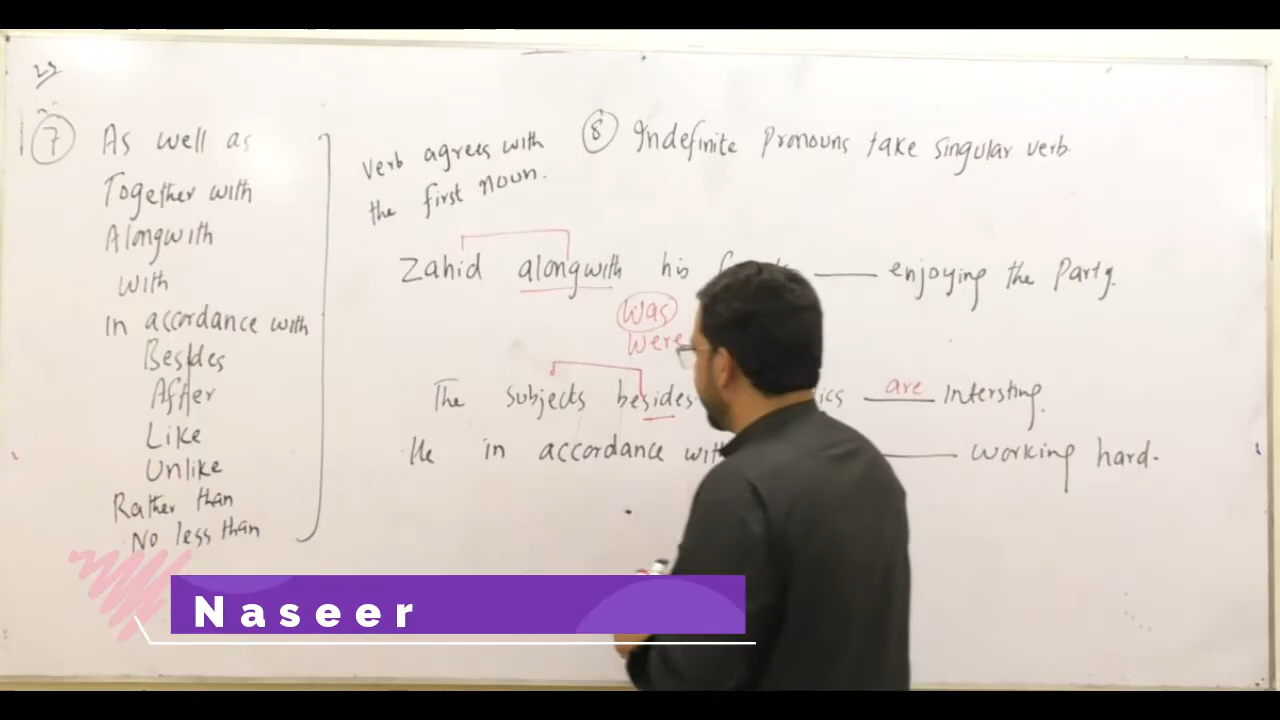 7 As well as
Together with
Alongwith
with
In accordance with
Besides
After
Like
Unlike
Rather than
No less than
Verb agrees with
the first noun.
8 Indefinite pronouns take singular verb
Zahid alongwith his ____ enjoying the Party.
was
were
The subjects besides are Intersting.
He in accordance with ____ working hard.
Naseer